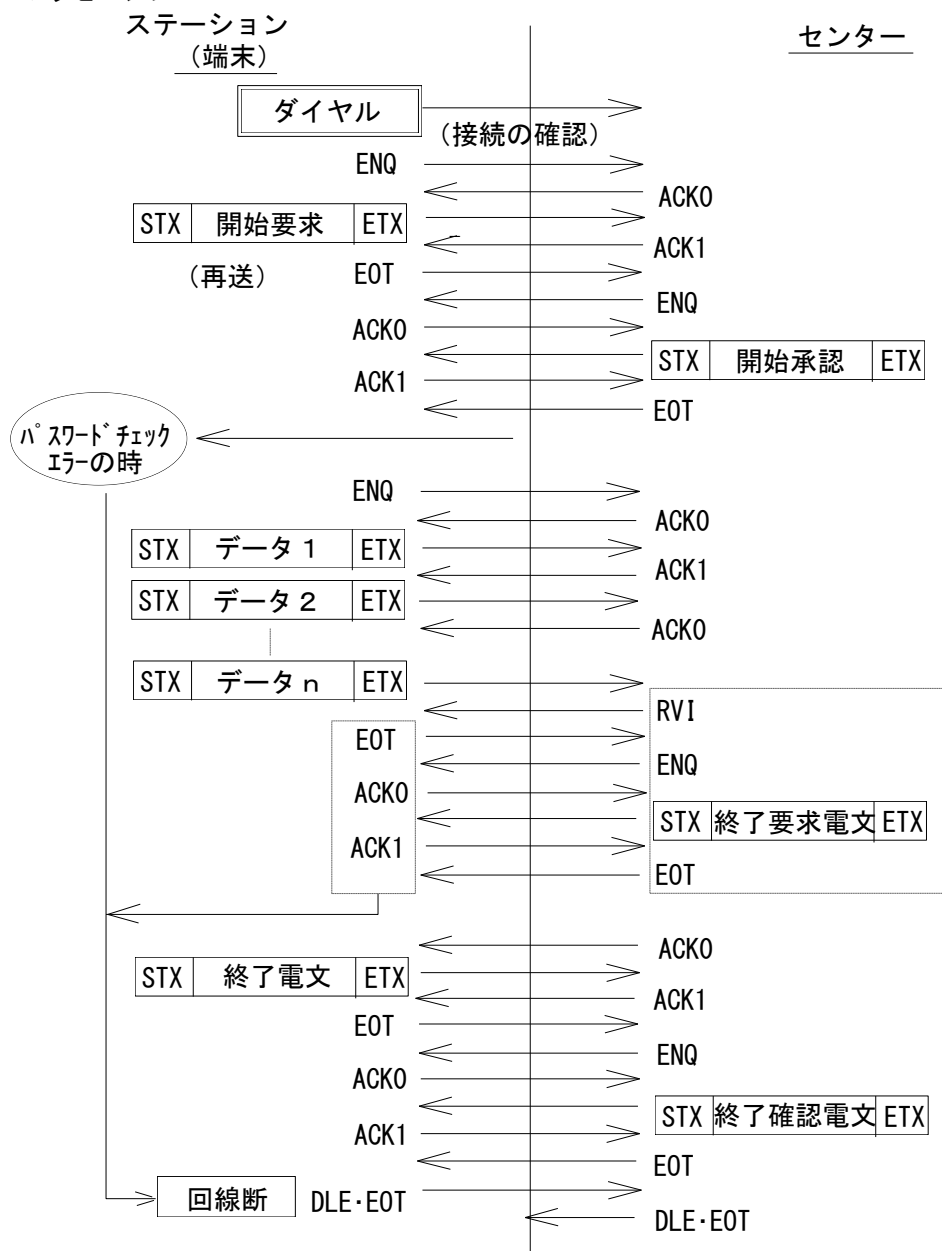 ステーション
（端末）
センター
ダイヤル
（接続の確認）
ENQ
ACK0
STX 開始要求 ETX
ACK1
（再送） EOT
ENQ
ACK0
STX 開始承認 ETX
ACK1
EOT
ﾊﾟｽﾜｰﾄﾞﾁｪｯｸ
ｴﾗｰの時
ENQ
ACK0
STX データ１ ETX
ACK1
STX データ２ ETX
ACK0
STX データｎ ETX
RVI
EOT
ENQ
ACK0
STX 終了要求電文 ETX
ACK1
EOT
ACK0
STX 終了電文 ETX
ACK1
EOT
ENQ
ACK0
STX 終了確認電文 ETX
ACK1
EOT
回線断 DLE･EOT
DLE･EOT